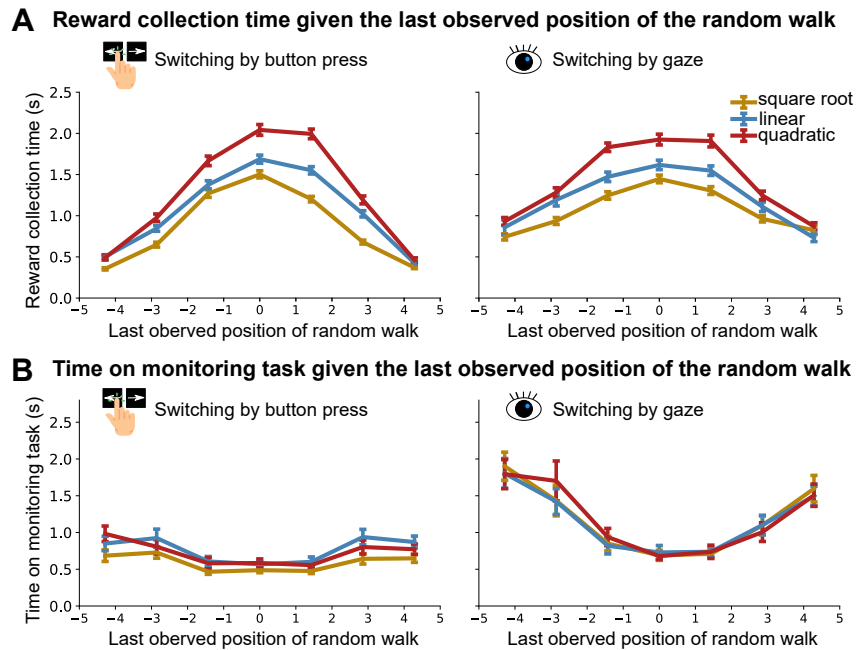 A Reward collection time given the last observed position of the random walk
Switching by button press
Switching by gaze
Reward collection time (s)
2.5
2.0
1.5
1.0
0.5
0.0
−5 −4 −3 −2 −1 0 1 2 3 4 5
Last oberved position of random walk
square root
linear
quadratic
−5 −4 −3 −2 −1 0 1 2 3 4 5
Last oberved position of random walk
B Time on monitoring task given the last observed position of the random walk
Switching by button press
Switching by gaze
Time on monitoring task (s)
2.5
2.0
1.5
1.0
0.5
0.0
−5 −4 −3 −2 −1 0 1 2 3 4 5
Last oberved position of random walk
−5 −4 −3 −2 −1 0 1 2 3 4 5
Last oberved position of random walk